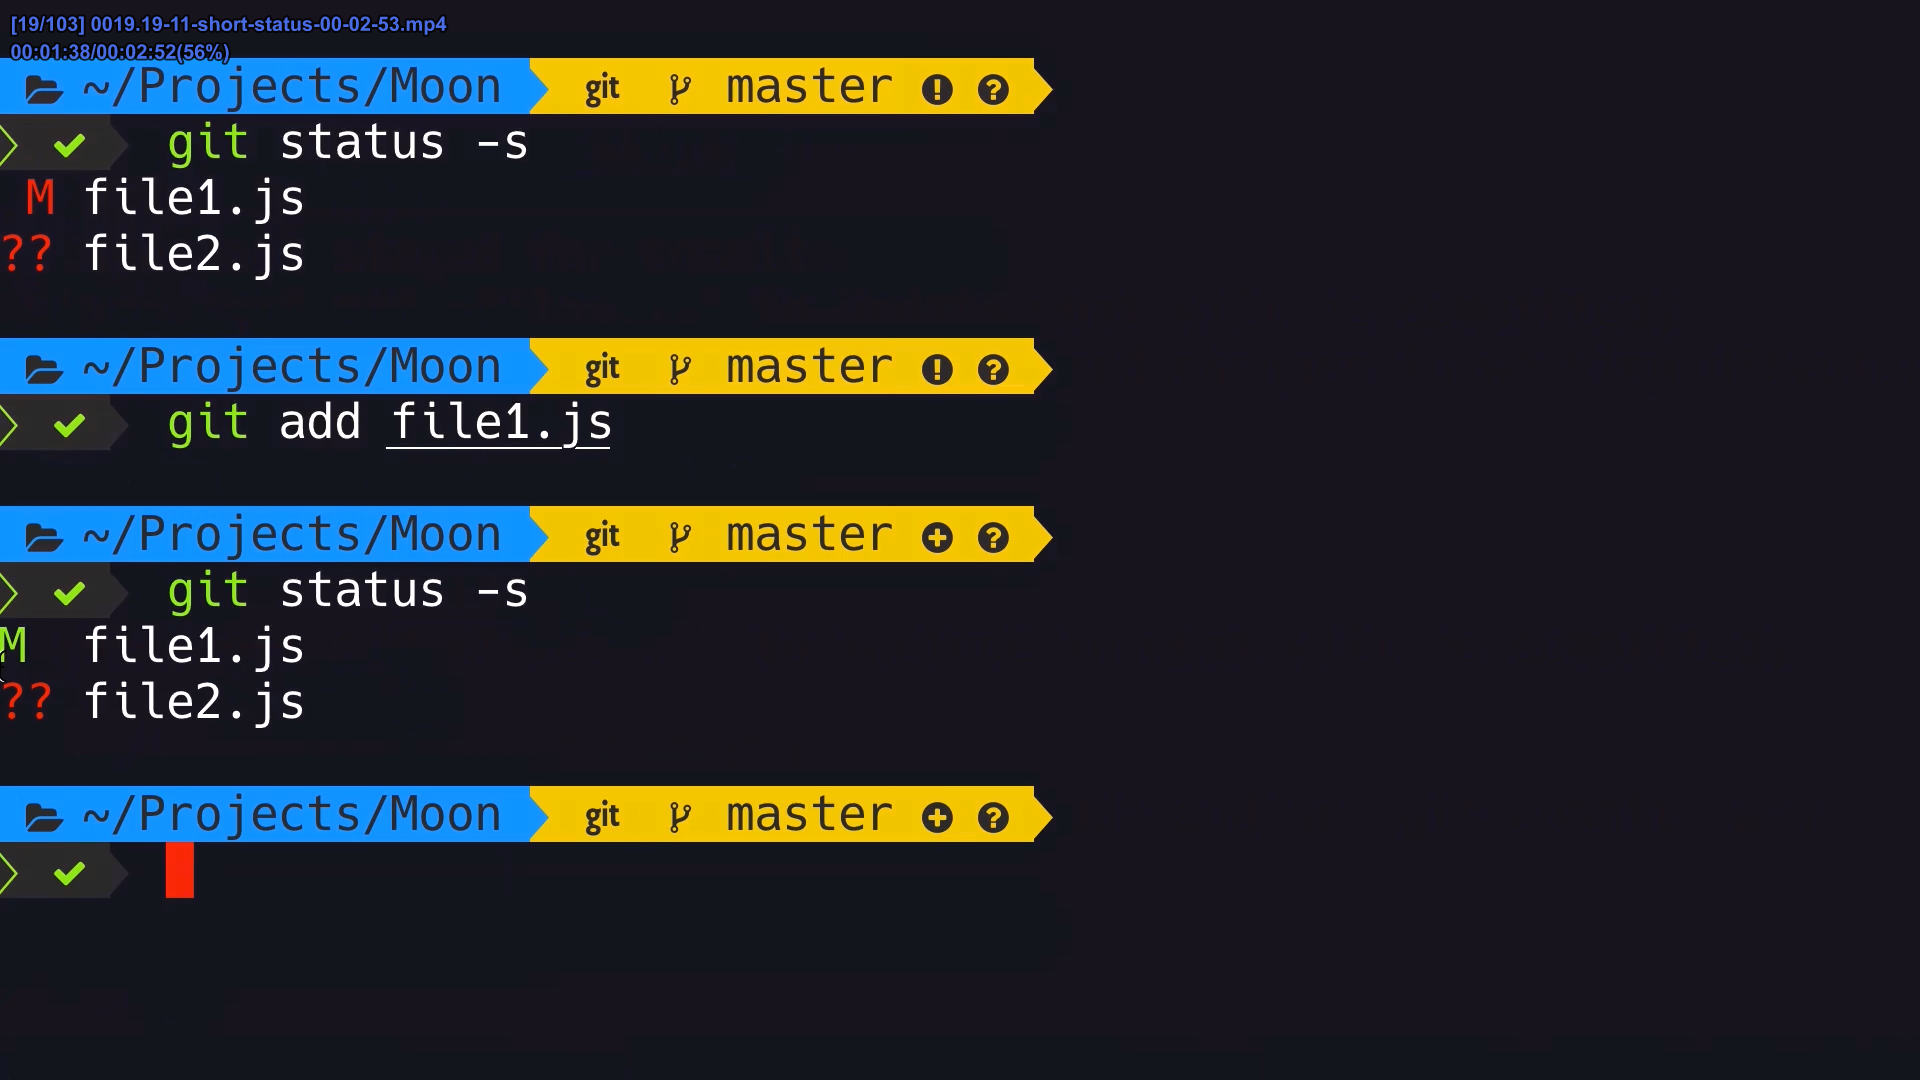 [19/103] 0019.19-11-short-status-00-02-53.mp4
00:01:38/00:02:52(56%)
~/Projects/Moon git master ! ?
git status -s
M file1.js
?? file2.js
~/Projects/Moon git master ! ?
git add file1.js
~/Projects/Moon git master + ?
git status -s
M file1.js
?? file2.js
~/Projects/Moon git master + ?